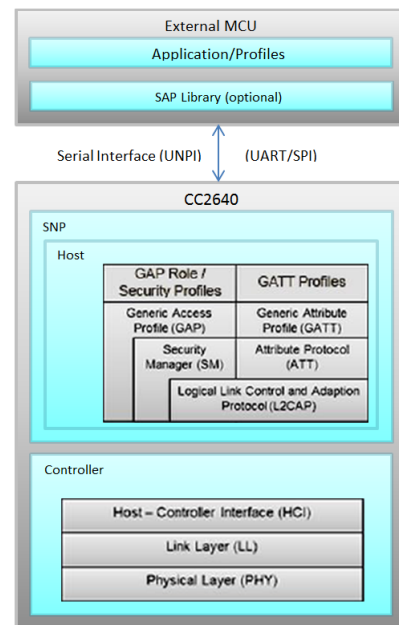 External MCU
Application/Profiles
SAP Library (optional)
Serial Interface (UNPI) (UART/SPI)
CC2640
SNP
Host
GAP Role /
Security Profiles
GATT Profiles
Generic Access
Profile (GAP)
Generic Attribute
Profile (GATT)
Security
Manager (SM)
Attribute Protocol
(ATT)
Logical Link Control and Adaption
Protocol (L2CAP)
Controller
Host – Controller Interface (HCI)
Link Layer (LL)
Physical Layer (PHY)